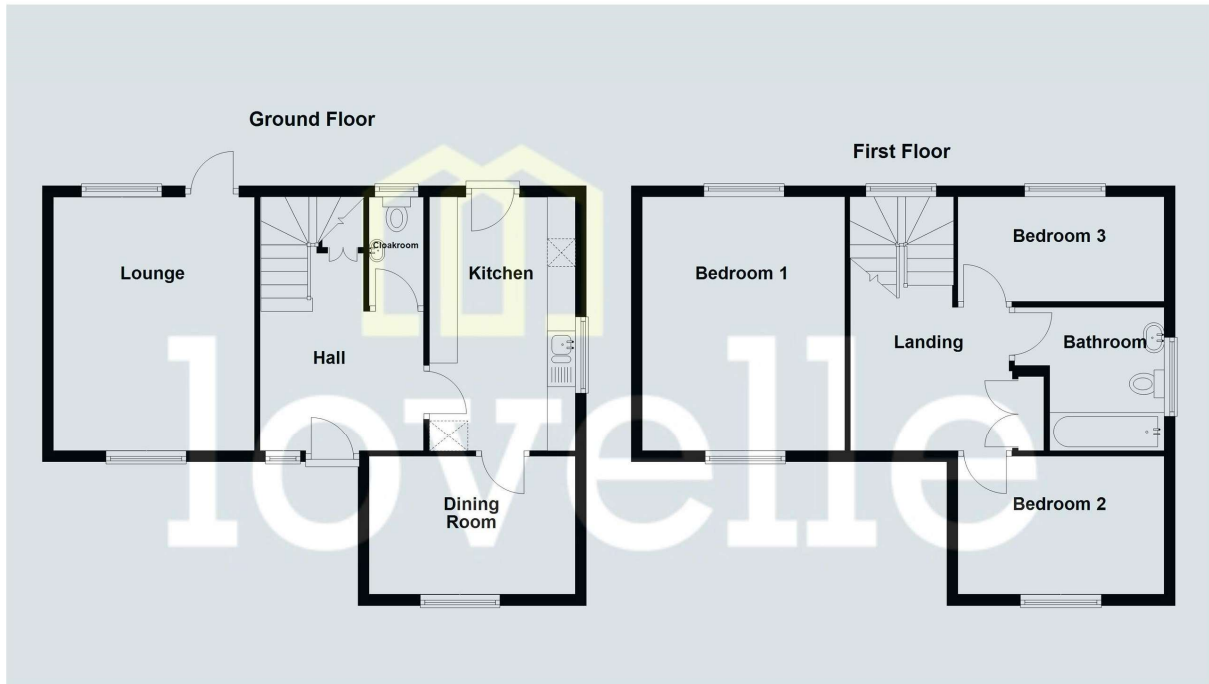 Ground Floor
First Floor
Lounge
Cloakroom
Kitchen
Hall
Dining
Room
Bedroom 1
Bedroom 3
Landing
Bathroom
Bedroom 2
lovelle